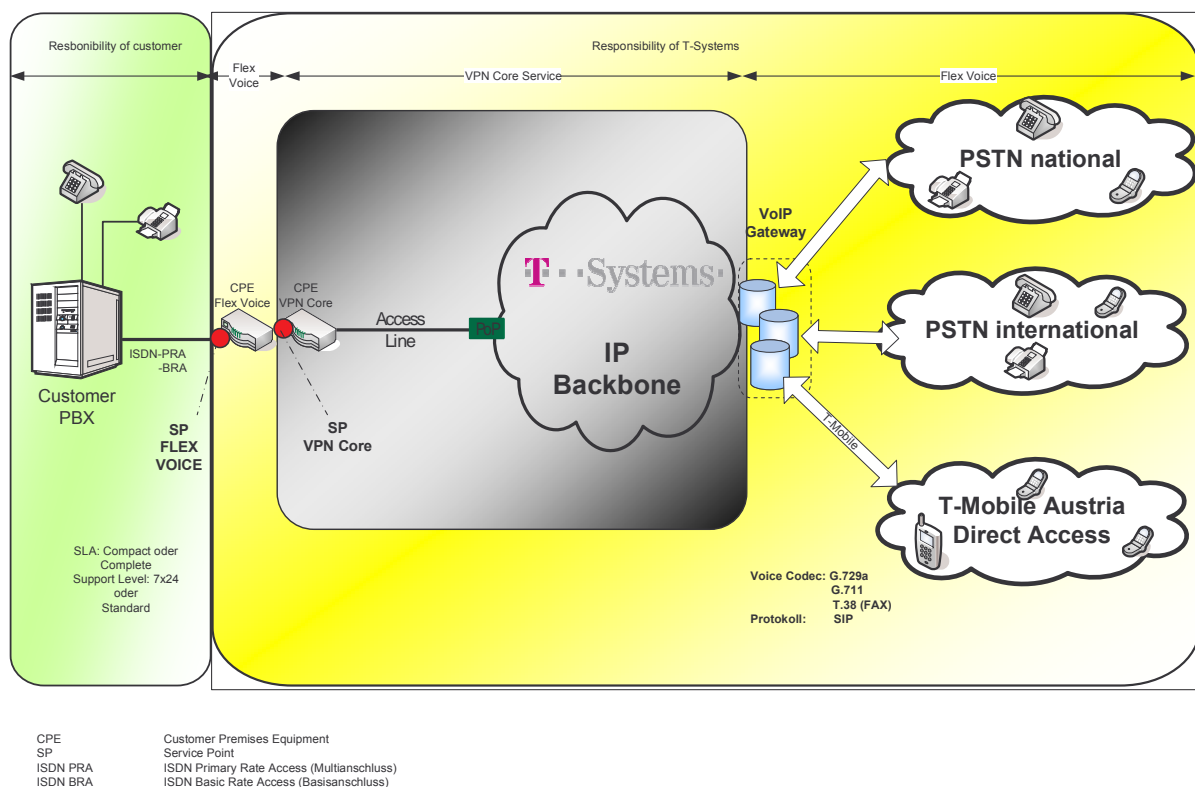 Resbonibility of customer
Responsibility of T-Systems
Flex
Voice
VPN Core Service
Flex Voice
PSTN national
VoIP
Gateway
T··Systems·
CPE
Flex Voice
CPE
VPN Core
Access
Line
PoP
IP
Backbone
PSTN international
ISDN-PRA
-BRA
Customer
PBX
SP
FLEX
VOICE
SP
VPN Core
T-Mobile
T-Mobile Austria
Direct Access
SLA: Compact oder
Complete
Support Level: 7x24
oder
Standard
Voice Codec: G.729a
G.711
T.38 (FAX)
Protokoll: SIP
CPE Customer Premises Equipment
SP Service Point
ISDN PRA ISDN Primary Rate Access (Multianschluss)
ISDN BRA ISDN Basic Rate Access (Basisanschluss)